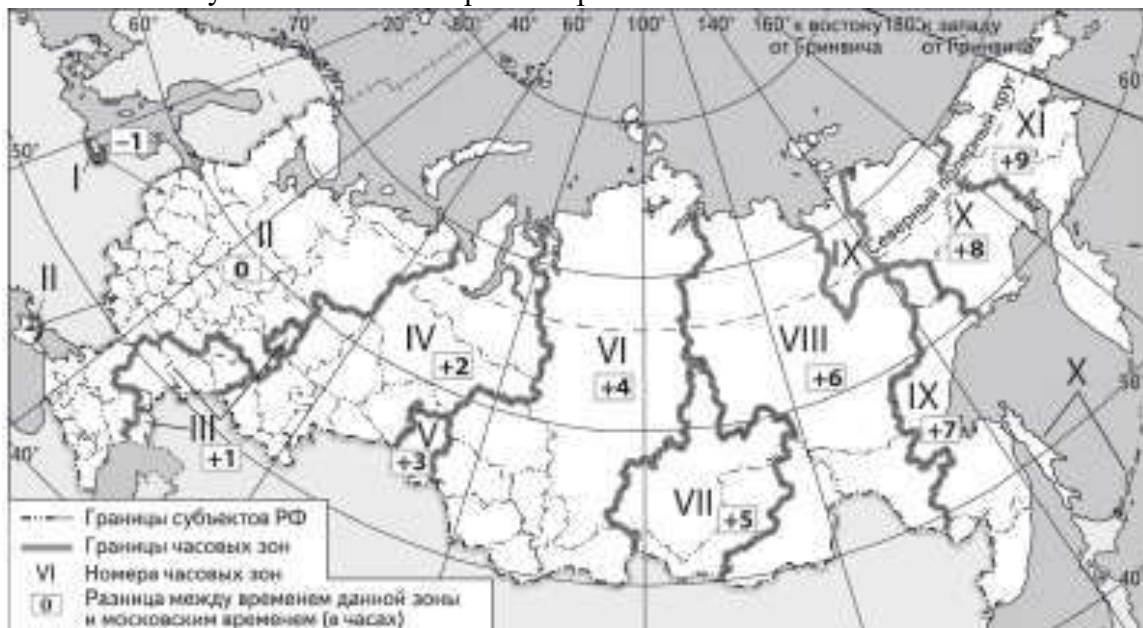 60°
70°
20°
40°
60°
100°
140°
160° к востоку
от Гринвича
180° к западу
от Гринвича
60°
50°
−1
I
II
0
II
III
+1
40°
IV
+2
V
+3
VI
+4
VII
+5
VIII
+6
IX
IX
+7
X
+8
XI
+9
X
50
40
Северный полярный круг
Границы субъектов РФ
Границы часовых зон
VI Номера часовых зон
0 Разница между временем данной зоны
и московским временем (в часах)